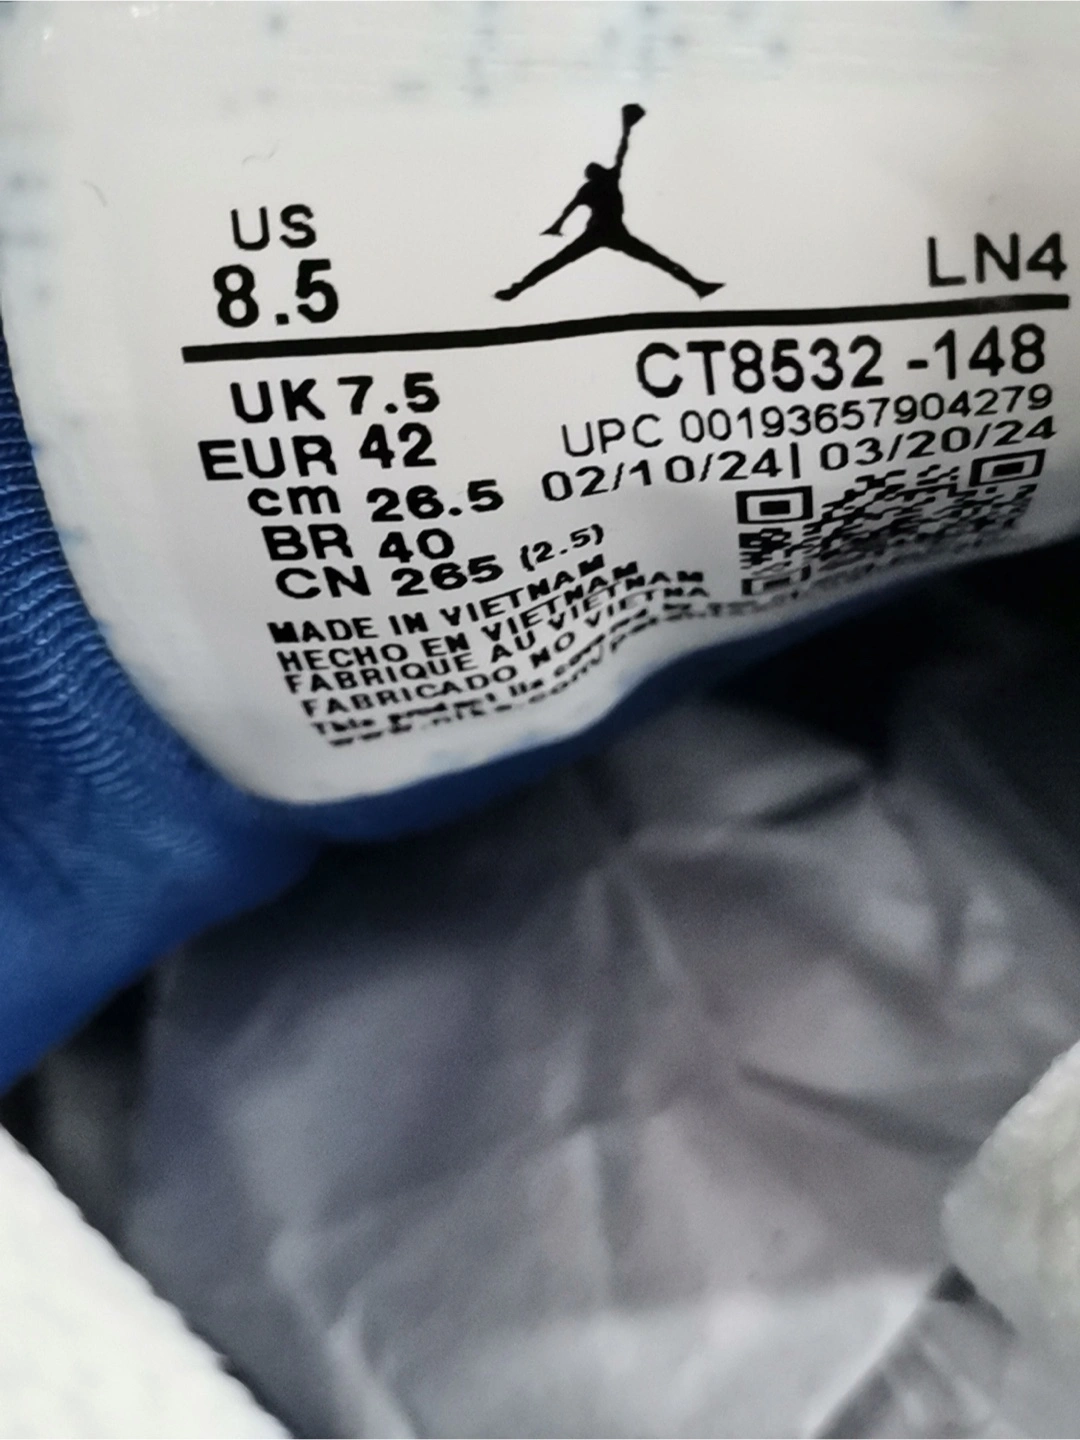 US
8.5
LN4
UK 7.5
EUR 42
cm 26.5
BR 40
CN 265 (2.5)
CT8532 -148
UPC 00193657904279
02/10/24| 03/20/24
MADE IN VIETNAM
HECHO EN VIETNAM
FABRIQUE AU VIETNAM
FABRICADO NO VIETNA
This product